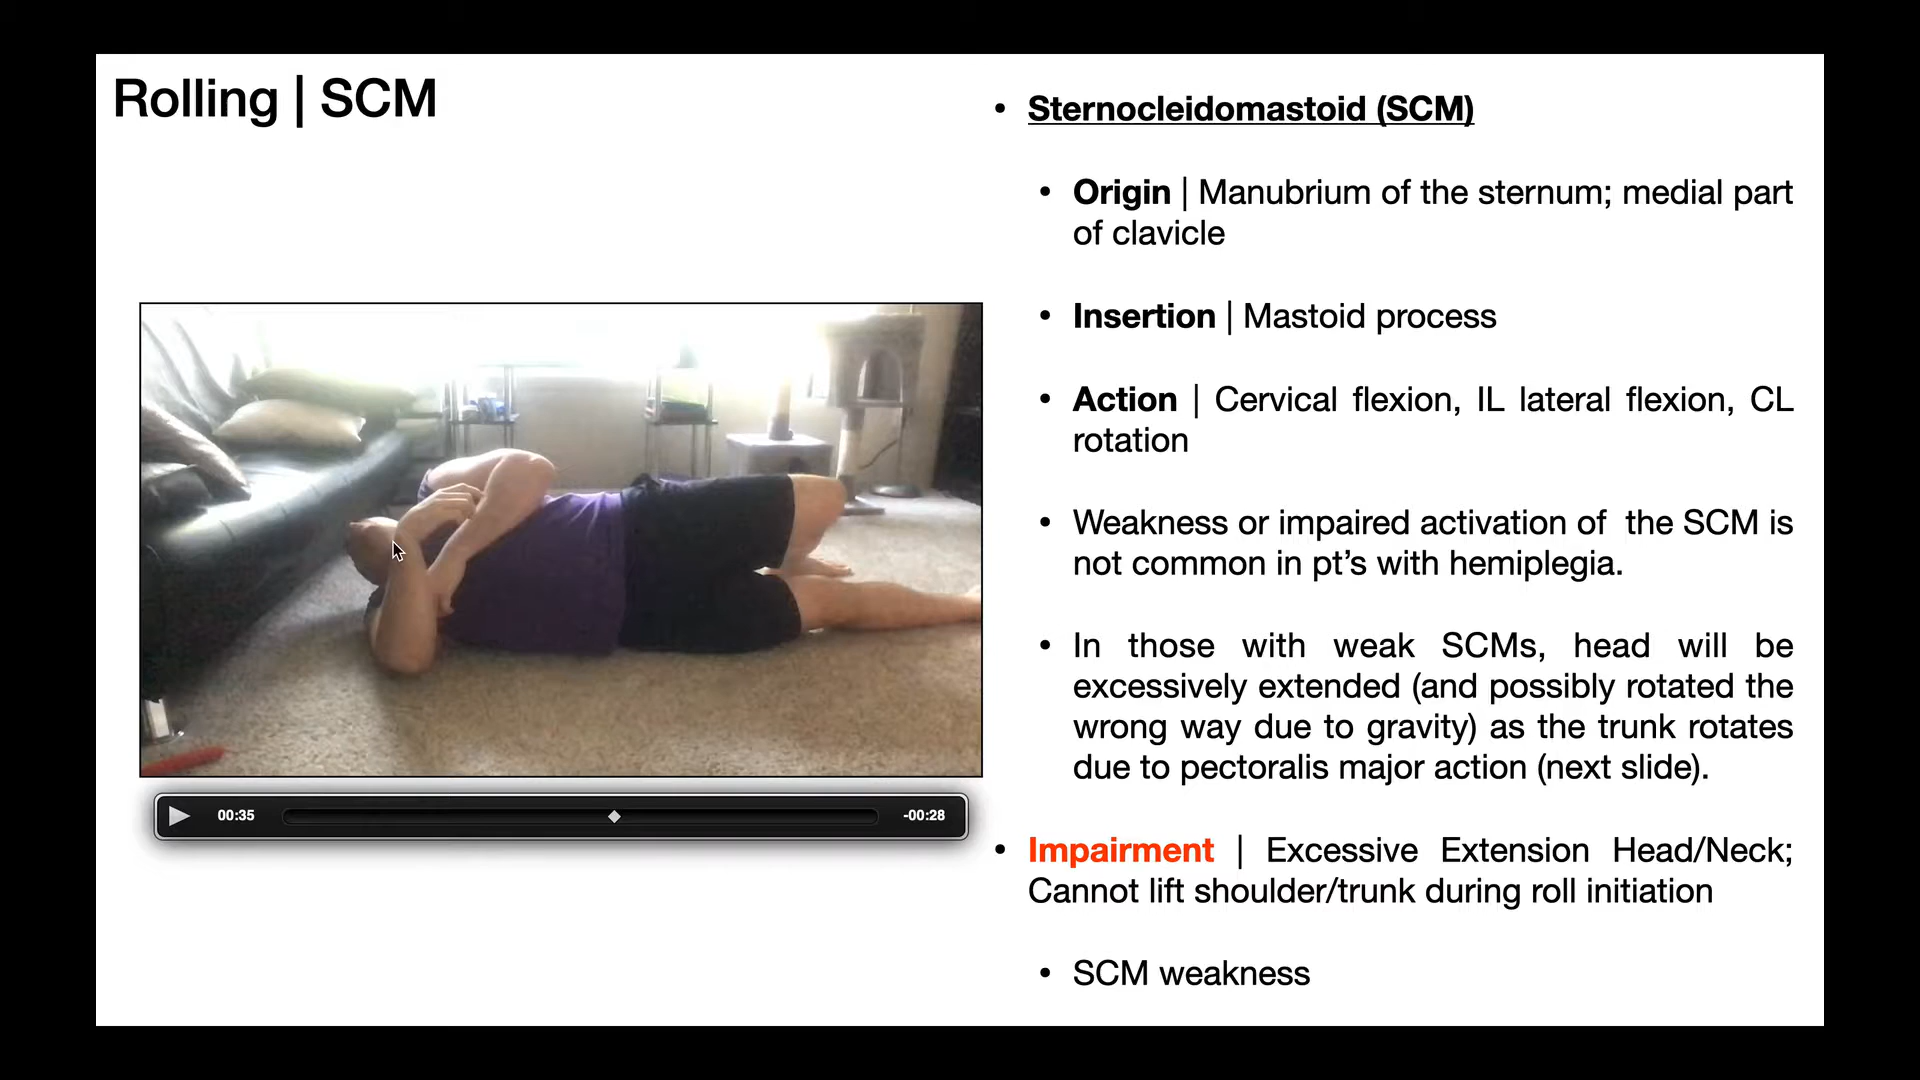 Rolling | SCM
• Sternocleidomastoid (SCM)
• Origin | Manubrium of the sternum; medial part
of clavicle
• Insertion | Mastoid process
• Action | Cervical flexion, IL lateral flexion, CL
rotation
• Weakness or impaired activation of the SCM is
not common in pt’s with hemiplegia.
• In those with weak SCMs, head will be
excessively extended (and possibly rotated the
wrong way due to gravity) as the trunk rotates
due to pectoralis major action (next slide).
• Impairment | Excessive Extension Head/Neck;
Cannot lift shoulder/trunk during roll initiation
• SCM weakness
00:35
-00:28